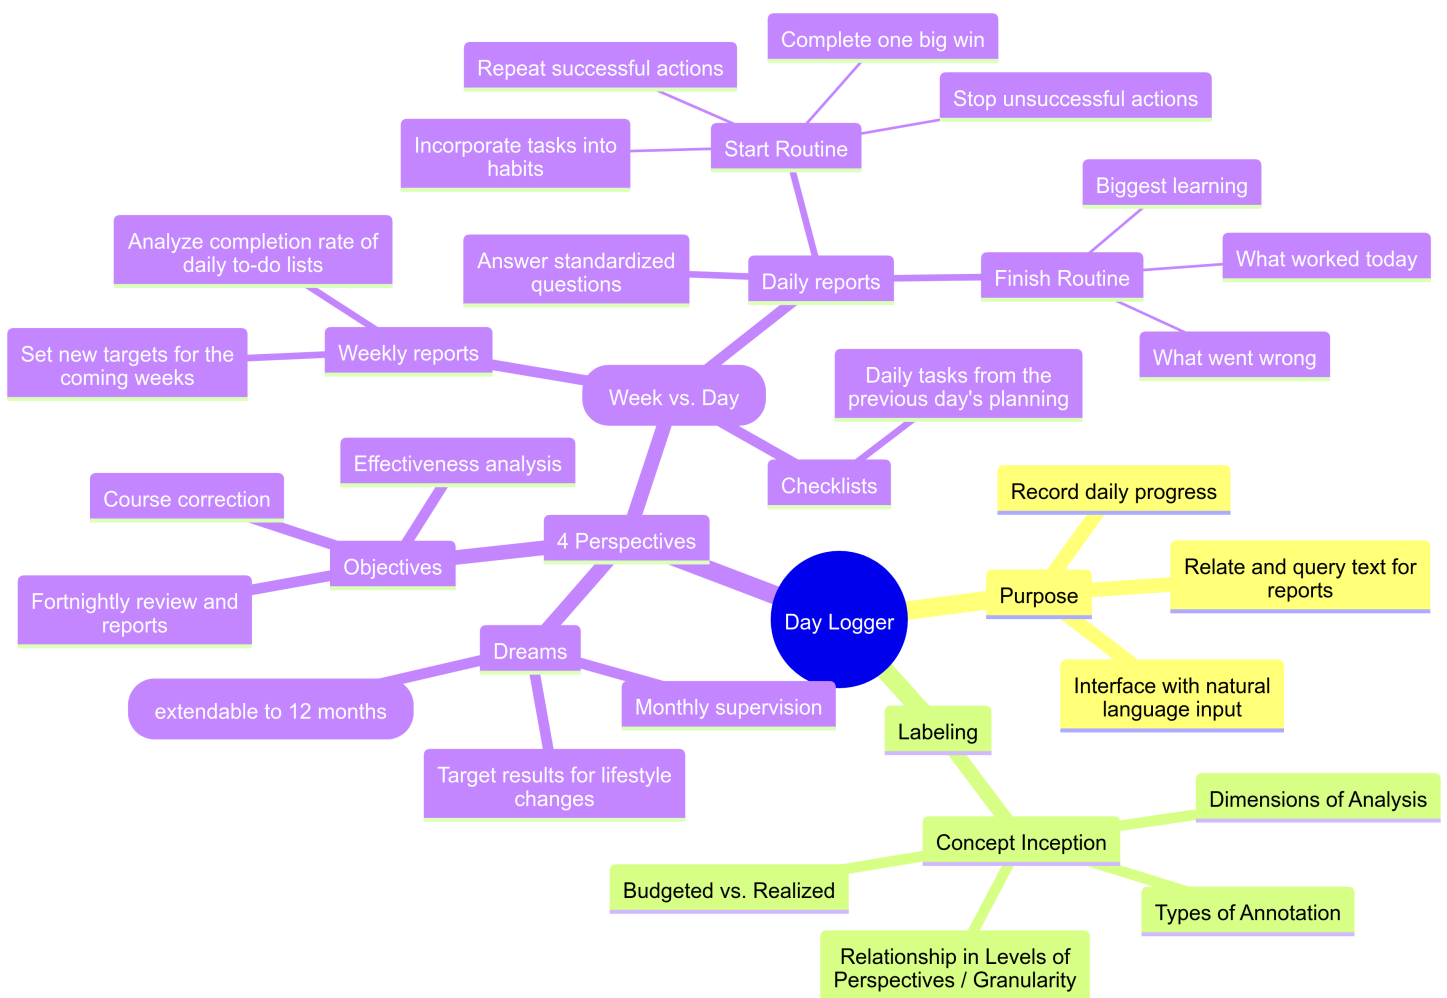 Complete one big win
Repeat successful actions
Stop unsuccessful actions
Incorporate tasks into
habits
Start Routine
Biggest learning
Analyze completion rate of
daily to-do lists
Answer standardized
questions
Daily reports
Finish Routine
What worked today
Set new targets for the
coming weeks
Weekly reports
What went wrong
Week vs. Day
Daily tasks from the
previous day's planning
Effectiveness analysis
Checklists
Course correction
Record daily progress
4 Perspectives
Objectives
Relate and query text for
reports
Purpose
Fortnightly review and
reports
Day Logger
Dreams
Interface with natural
language input
extendable to 12 months
Monthly supervision
Labeling
Target results for lifestyle
changes
Dimensions of Analysis
Concept Inception
Budgeted vs. Realized
Types of Annotation
Relationship in Levels of
Perspectives / Granularity